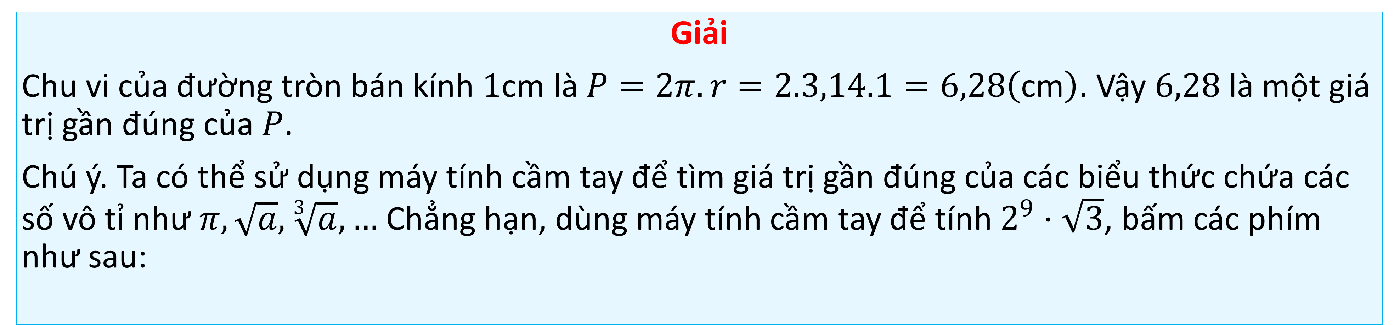 Giải
Chu vi của đường tròn bán kính 1cm là 𝑃 = 2𝜋. 𝑟 = 2.3,14.1 = 6,28(cm). Vậy 6,28 là một giá
trị gần đúng của 𝑃.
Chú ý. Ta có thể sử dụng máy tính cầm tay để tìm giá trị gần đúng của các biểu thức chứa các
số vô tỉ như 𝜋, √𝑎, ∛𝑎, ... Chẳng hạn, dùng máy tính cầm tay để tính 2⁹ · √3, bấm các phím
như sau: